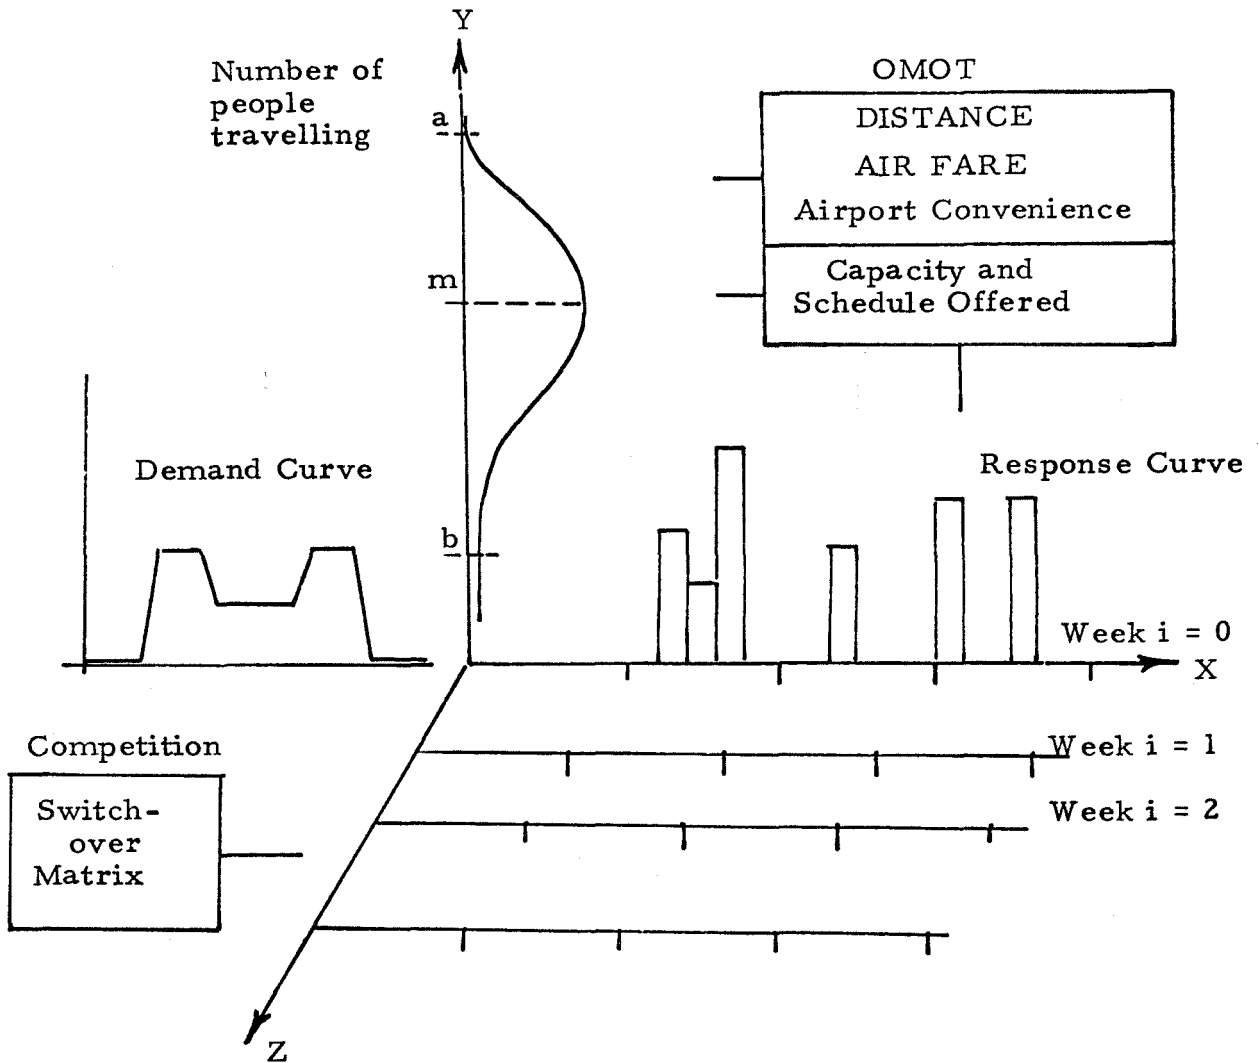 Y
Number of
people
travelling
a
m
b
OMOT
DISTANCE
AIR FARE
Airport Convenience
Capacity and
Schedule Offered
Demand Curve
Response Curve
Week i = 0
X
Competition
Switch-
over
Matrix
Week i = 1
Week i = 2
Z